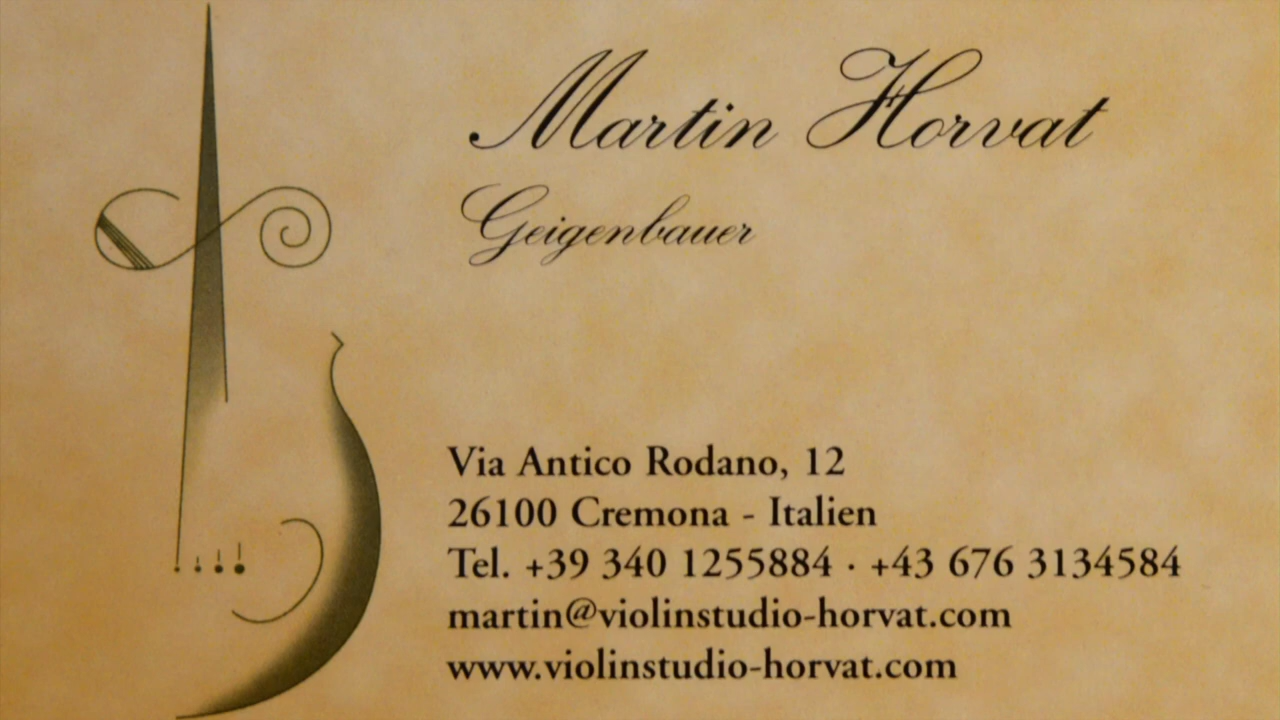 Martin Horvat
Geigenbauer
Via Antico Rodano, 12
26100 Cremona - Italien
Tel. +39 340 1255884 · +43 676 3134584
martin@violinstudio-horvat.com
www.violinstudio-horvat.com